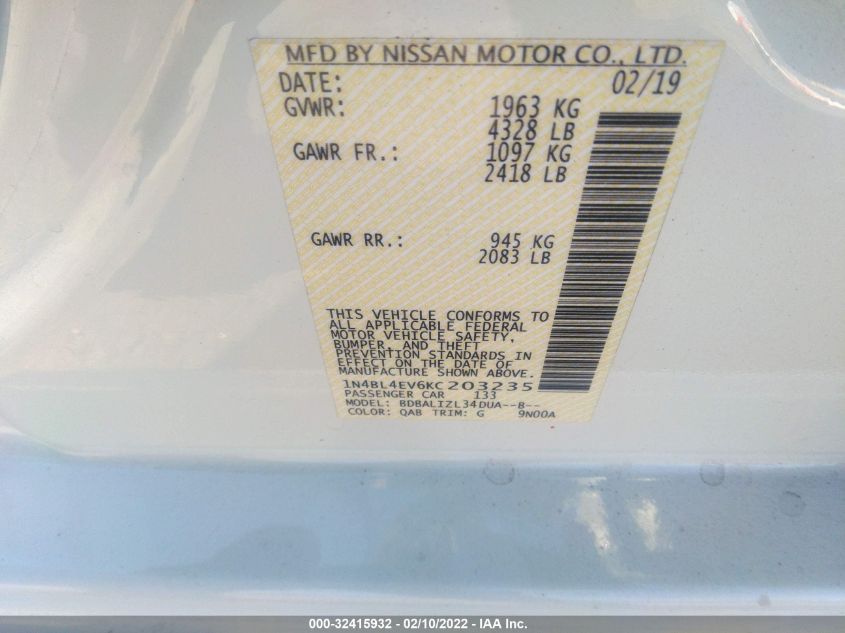 MFD BY NISSAN MOTOR CO., LTD.
DATE: 02/19
GVWR: 1963 KG
4328 LB
GAWR FR.: 1097 KG
2418 LB
GAWR RR.: 945 KG
2083 LB
THIS VEHICLE CONFORMS TO
ALL APPLICABLE FEDERAL
MOTOR VEHICLE SAFETY,
BUMPER, AND THEFT
PREVENTION STANDARDS IN
EFFECT ON THE DATE OF
MANUFACTURE SHOWN ABOVE.
1N4BL4EV6KC203235
PASSENGER CAR 133
MODEL: BDBALIZL34DUA--B--
COLOR: QAB TRIM: G 9N00A
000-32415932 - 02/10/2022 - IAA Inc.